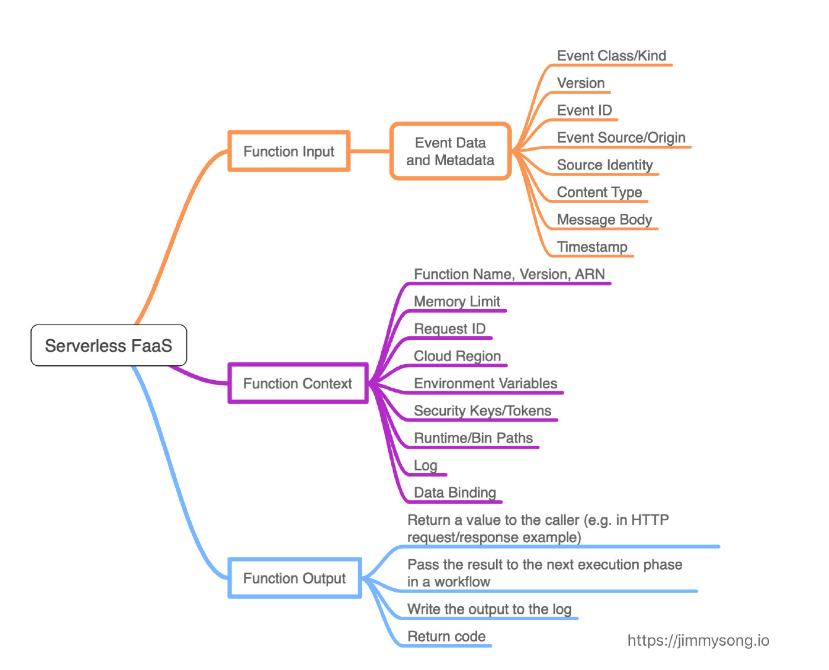 Event Class/Kind
Version
Event ID
Event Source/Origin
Source Identity
Content Type
Message Body
Timestamp
Function Input
Event Data
and Metadata
Function Name, Version, ARN
Memory Limit
Request ID
Cloud Region
Environment Variables
Security Keys/Tokens
Runtime/Bin Paths
Log
Data Binding
Serverless FaaS
Function Context
Return a value to the caller (e.g. in HTTP
request/response example)
Pass the result to the next execution phase
in a workflow
Write the output to the log
Return code
Function Output
https://jimmysong.io